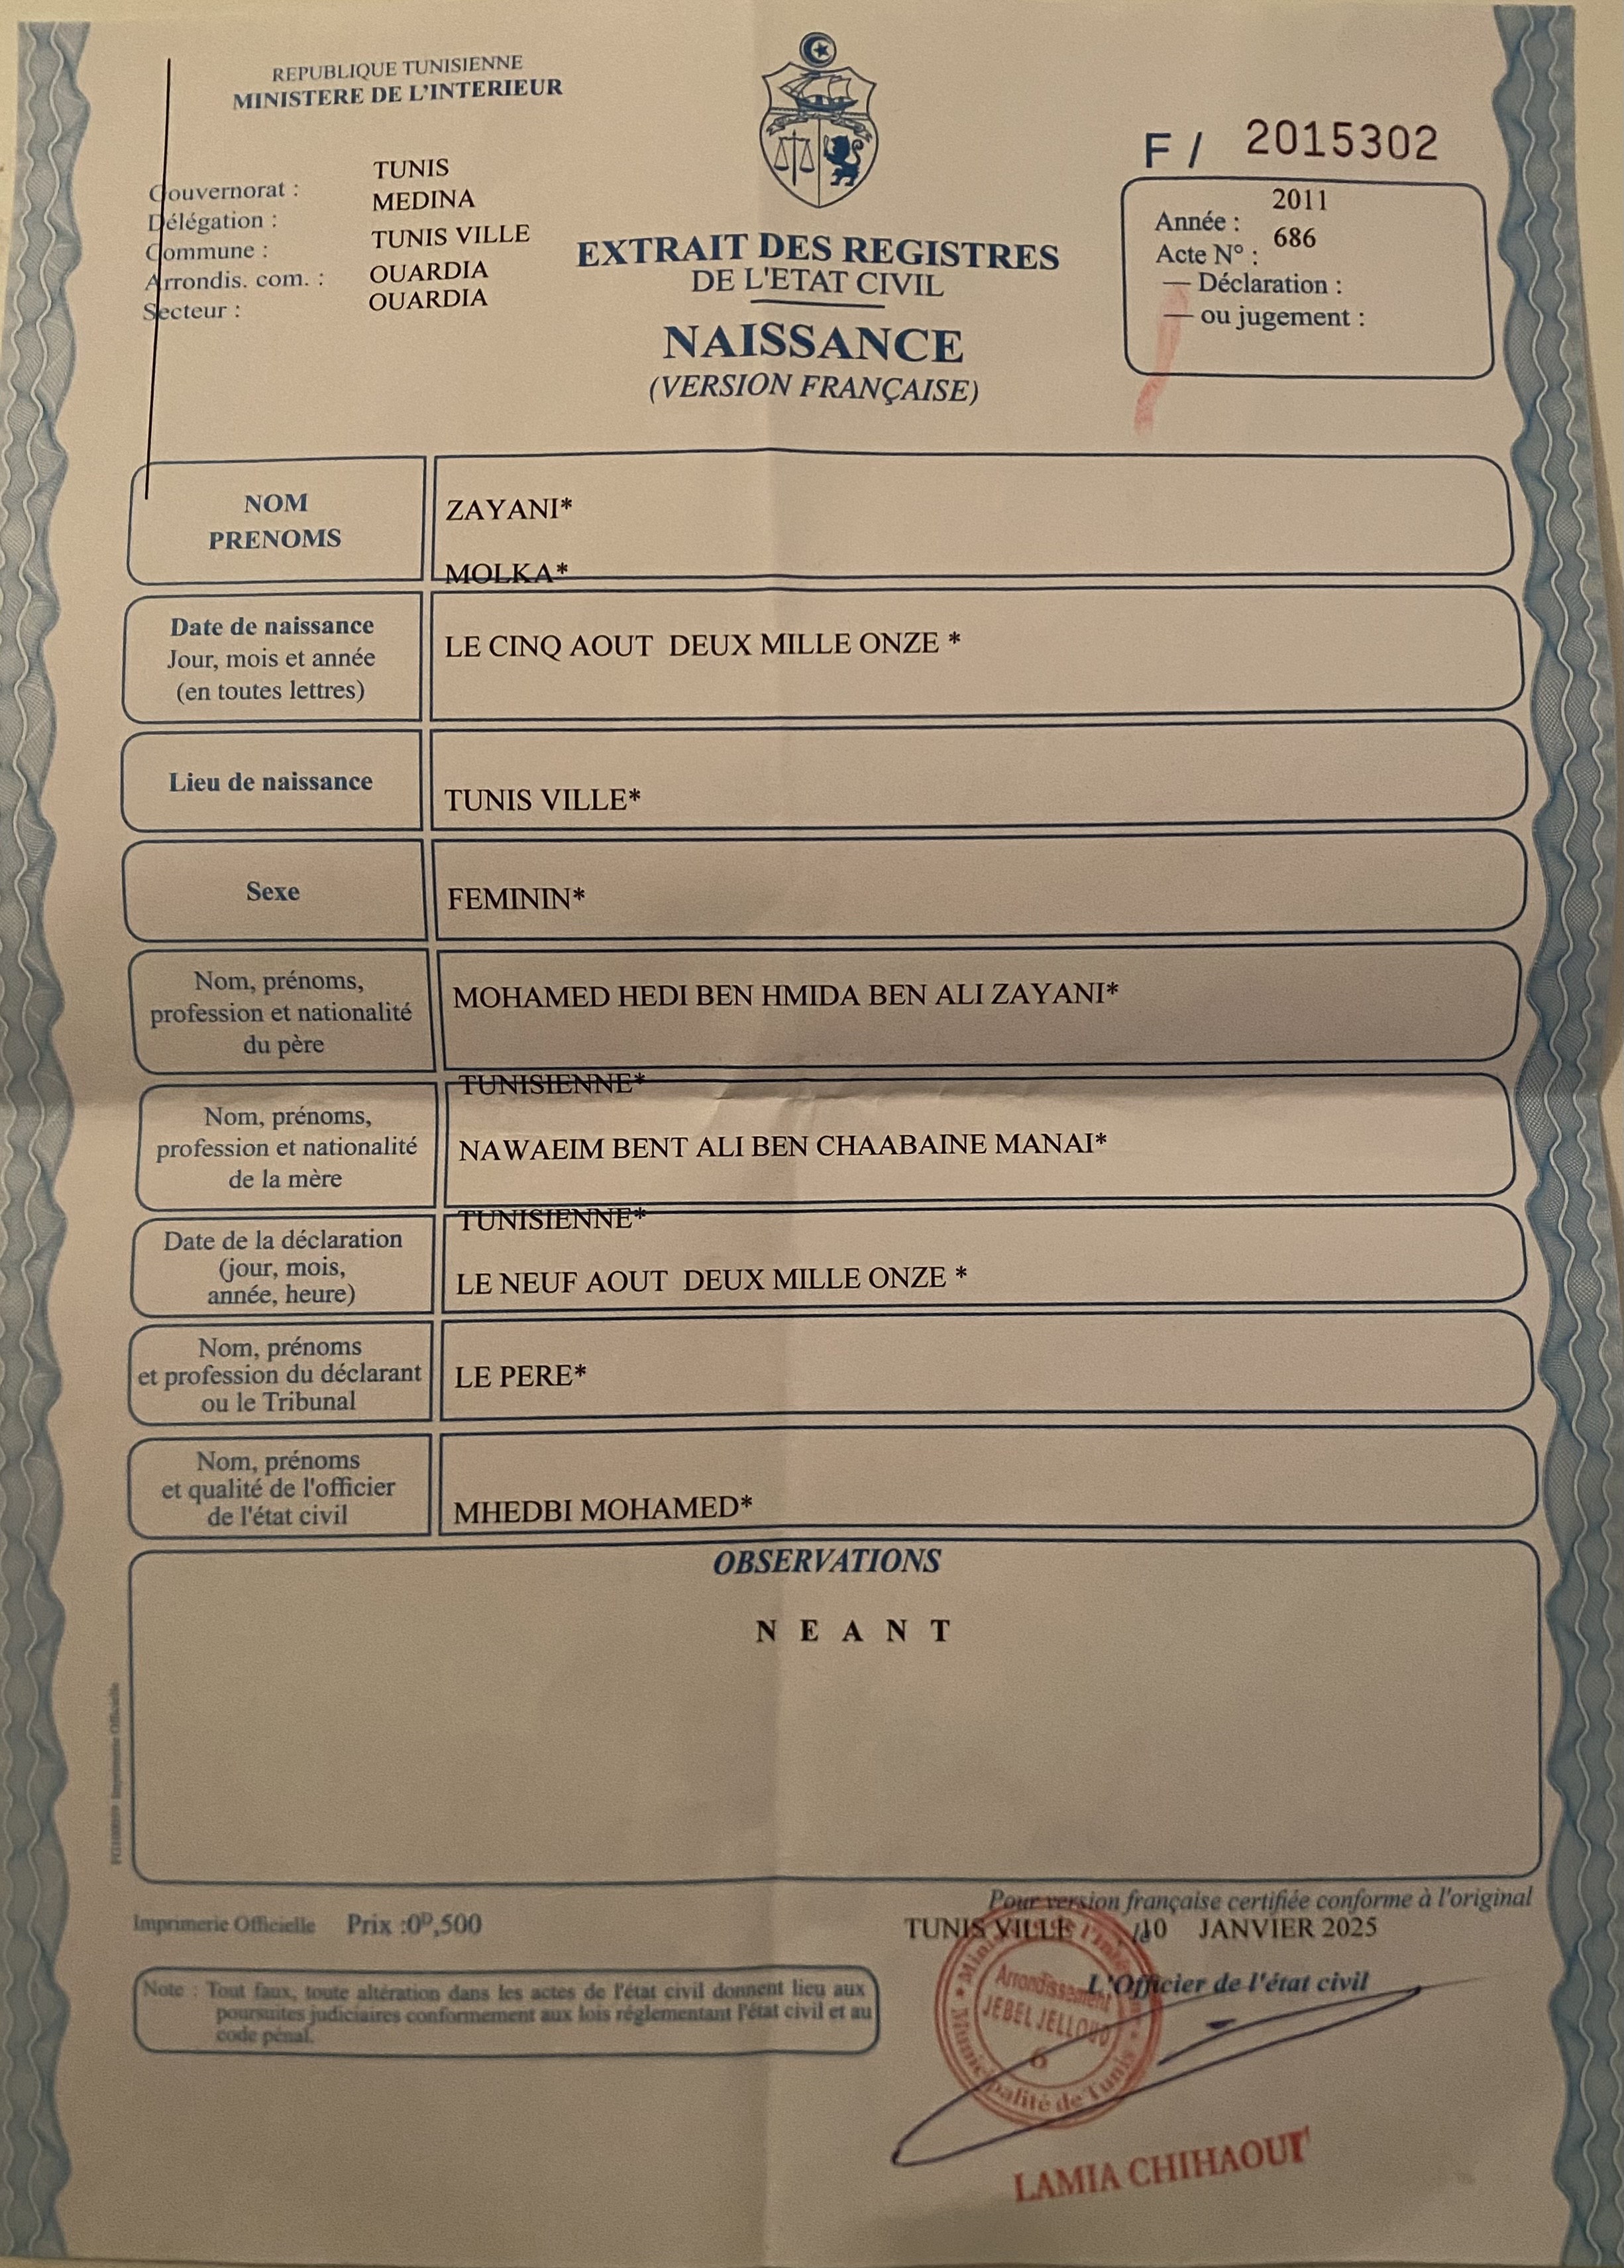 REPUBLIQUE TUNISIENNE
MINISTERE DE L'INTERIEUR
Gouvernorat : TUNIS
Délégation : MEDINA
Commune : TUNIS VILLE
Arrondis. com. : OUARDIA
Secteur : OUARDIA
EXTRAIT DES REGISTRES
DE L'ETAT CIVIL
NAISSANCE
(VERSION FRANÇAISE)
F / 2015302
Année : 2011
Acte N° : 686
— Déclaration :
— ou jugement :
NOM
PRENOMS
ZAYANI*
MOLKA*
Date de naissance
Jour, mois et année
(en toutes lettres)
LE CINQ AOUT DEUX MILLE ONZE *
Lieu de naissance
TUNIS VILLE*
Sexe
FEMININ*
Nom, prénoms,
profession et nationalité
du père
MOHAMED HEDI BEN HMIDA BEN ALI ZAYANI*
TUNISIENNE*
Nom, prénoms,
profession et nationalité
de la mère
NAWAEIM BENT ALI BEN CHAABAINE MANAI*
TUNISIENNE*
Date de la déclaration
(jour, mois,
année, heure)
LE NEUF AOUT DEUX MILLE ONZE *
Nom, prénoms
et profession du déclarant
ou le Tribunal
LE PERE*
Nom, prénoms
et qualité de l'officier
de l'état civil
MHEDBI MOHAMED*
OBSERVATIONS
N E A N T
Imprimerie Officielle
Imprimerie Officielle Prix :0ᴰ,500
Note : Tout faux, toute altération dans les actes de l'état civil donnent lieu aux
poursuites judiciaires conformement aux lois réglementant l'état civil et au
code pénal.
Pour version française certifiée conforme à l'original
TUNIS VILLE le 10 JANVIER 2025
L'Officier de l'état civil
Arrondissement
JEBEL JELLOUD
6
Municipalité de Tunis
LAMIA CHIHAOUI